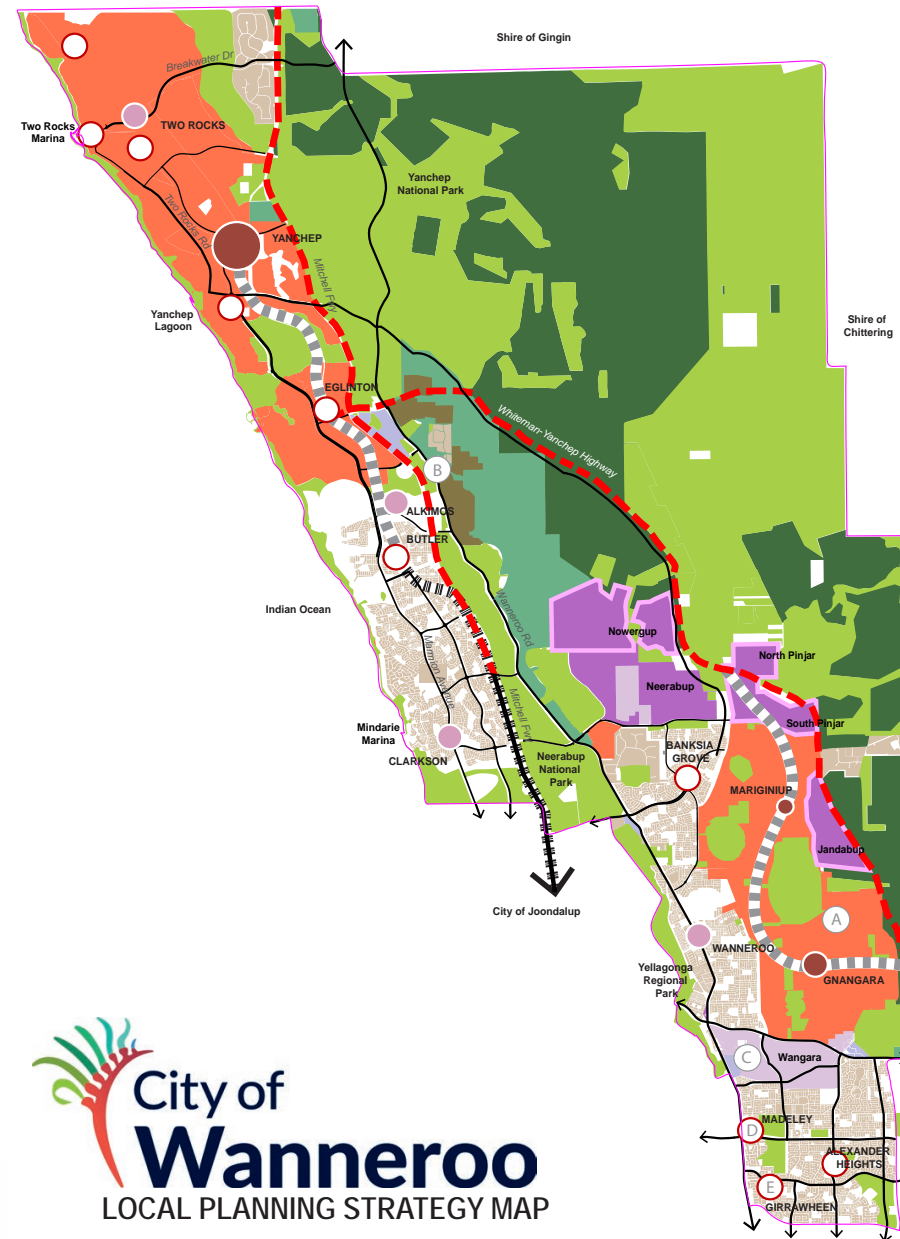 Shire of Gingin
Breakwater Dr
Two Rocks
Marina
TWO ROCKS
Yanchep
National Park
Two Rocks Rd
YANCHEP
Mitchell Fwy
Yanchep
Lagoon
Shire of
Chittering
EGLINTON
Whiteman-Yanchep Highway
B
ALKIMOS
BUTLER
Indian Ocean
Wanneroo Rd
Nowergup
Marmion Avenue
North Pinjar
Neerabup
Mitchell Fwy
South Pinjar
Mindarie
Marina
CLARKSON
Neerabup
National
Park
BANKSIA
GROVE
MARIGINIUP
Jandabup
City of Joondalup
A
WANNEROO
Yellagonga
Regional
Park
GNANGARA
C
Wangara
D
MADELEY
ALEXANDER
HEIGHTS
E
GIRRAWHEEN
City of
Wanneroo
LOCAL PLANNING STRATEGY MAP